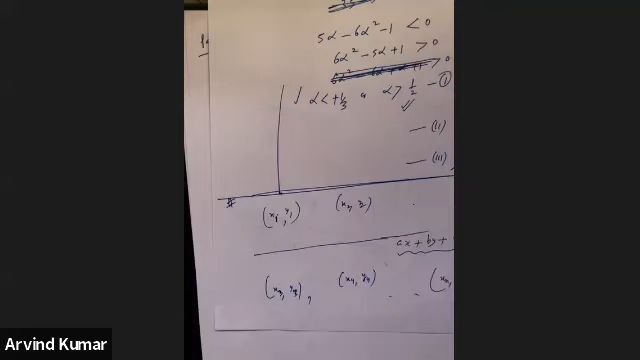 5α - 6α² - 1 < 0
6α² - 5α + 1 > 0
> 0
α < +1/3 α > 1/2 — (I)
— (II)
— (III)
(x₁, y₁) (x₂, y₂)
ax + by +
(x₃, y₃), (x₄, y₄)
Arvind Kumar